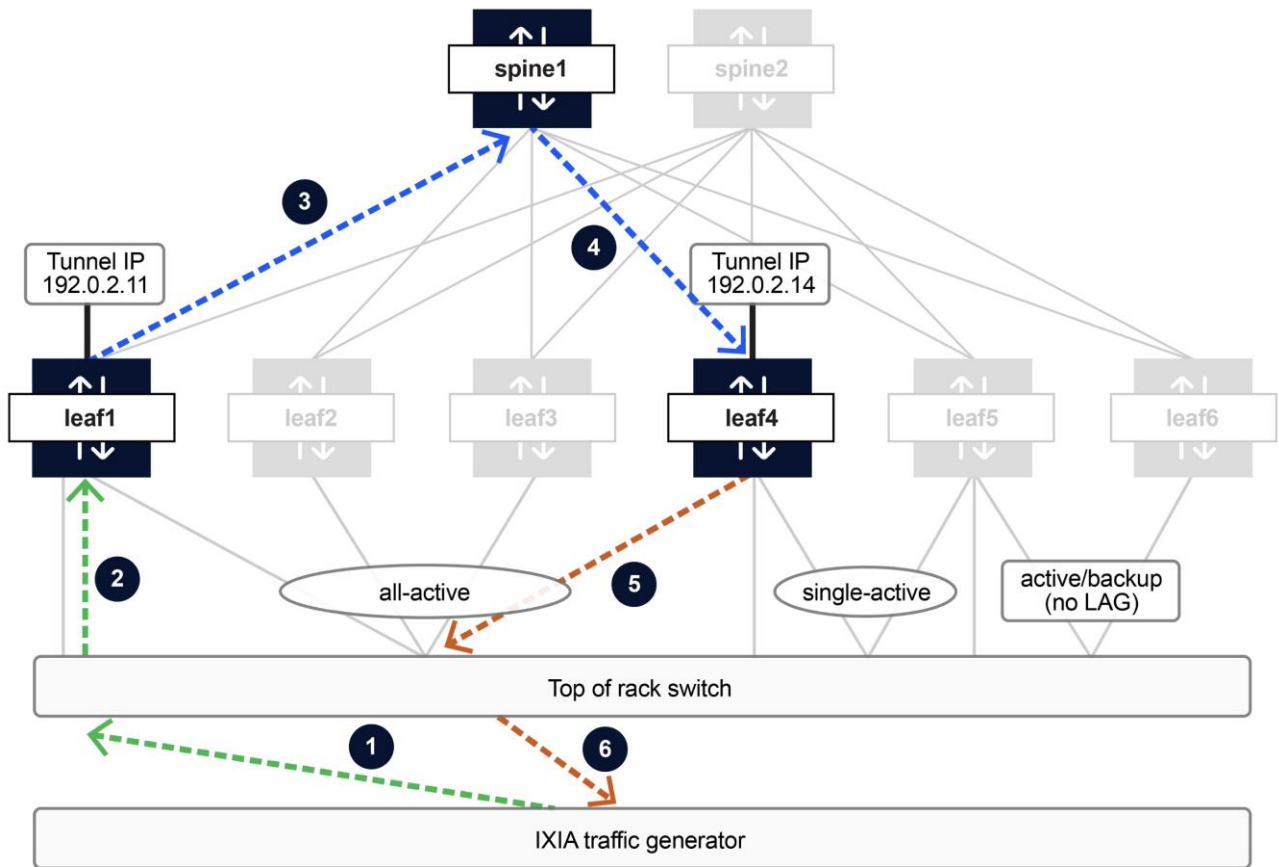 spine1
spine2
3
4
Tunnel IP
192.0.2.11
Tunnel IP
192.0.2.14
leaf1
leaf2
leaf3
leaf4
leaf5
leaf6
2
all-active
5
single-active
active/backup
(no LAG)
Top of rack switch
1
6
IXIA traffic generator